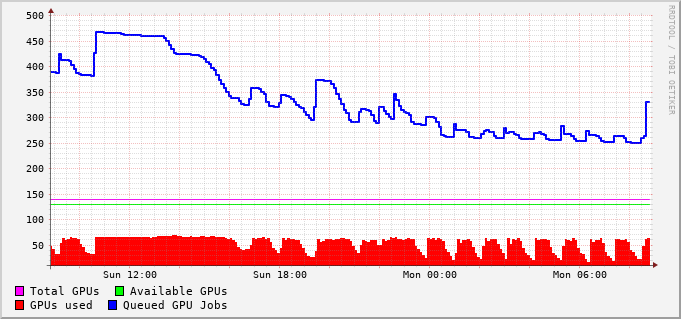 500
450
400
350
300
250
200
150
100
50
Sun 12:00 Sun 18:00 Mon 00:00 Mon 06:00
Total GPUs Available GPUs
GPUs used Queued GPU Jobs
RRDTOOL / TOBI OETIKER